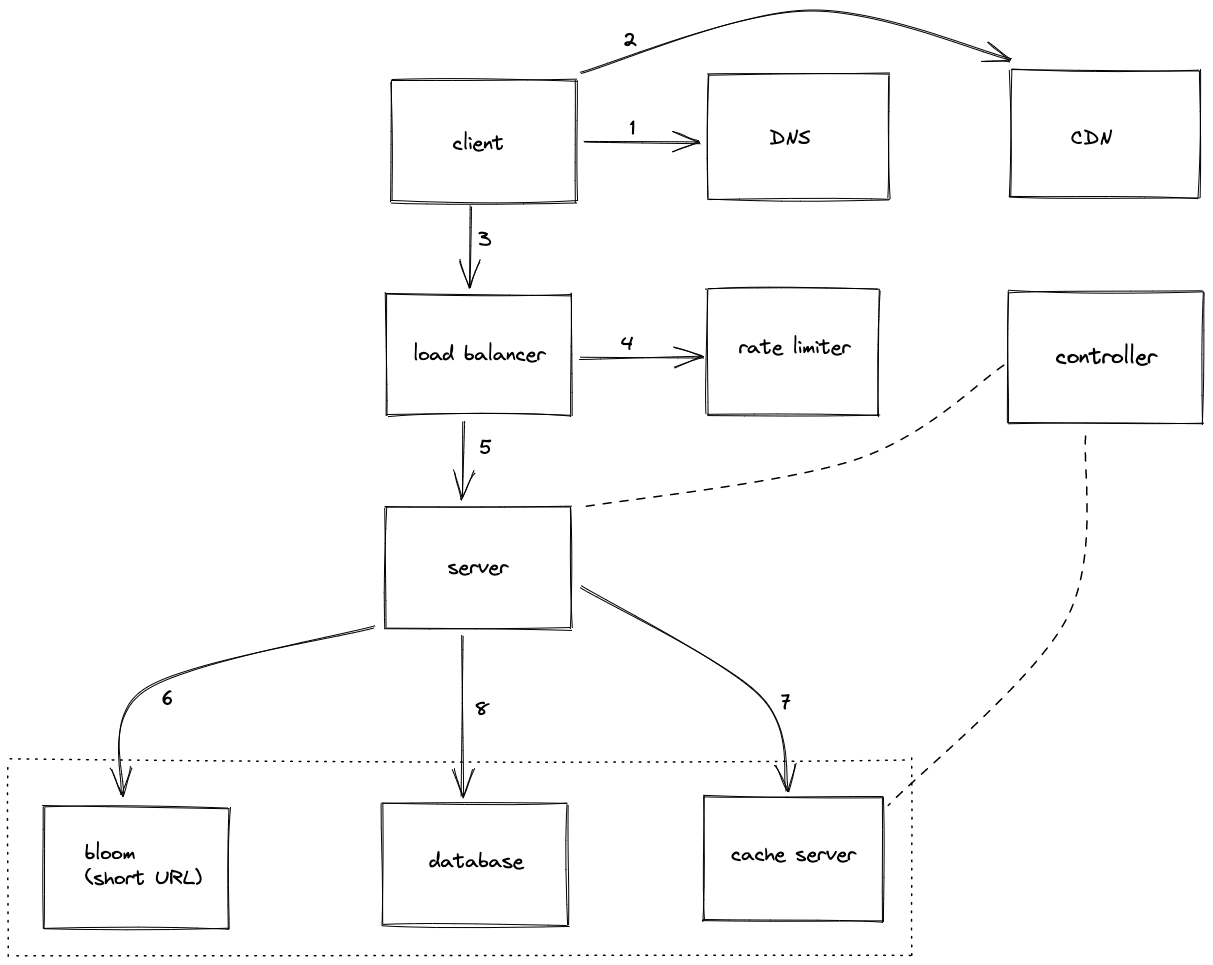 2
client
1
DNS
CDN
3
load balancer
4
rate limiter
controller
5
server
6
8
7
bloom
(short URL)
database
cache server